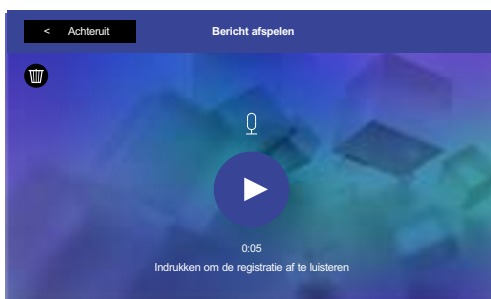 < Achteruit
Bericht afspelen
0:05
Indrukken om de registratie af te luisteren